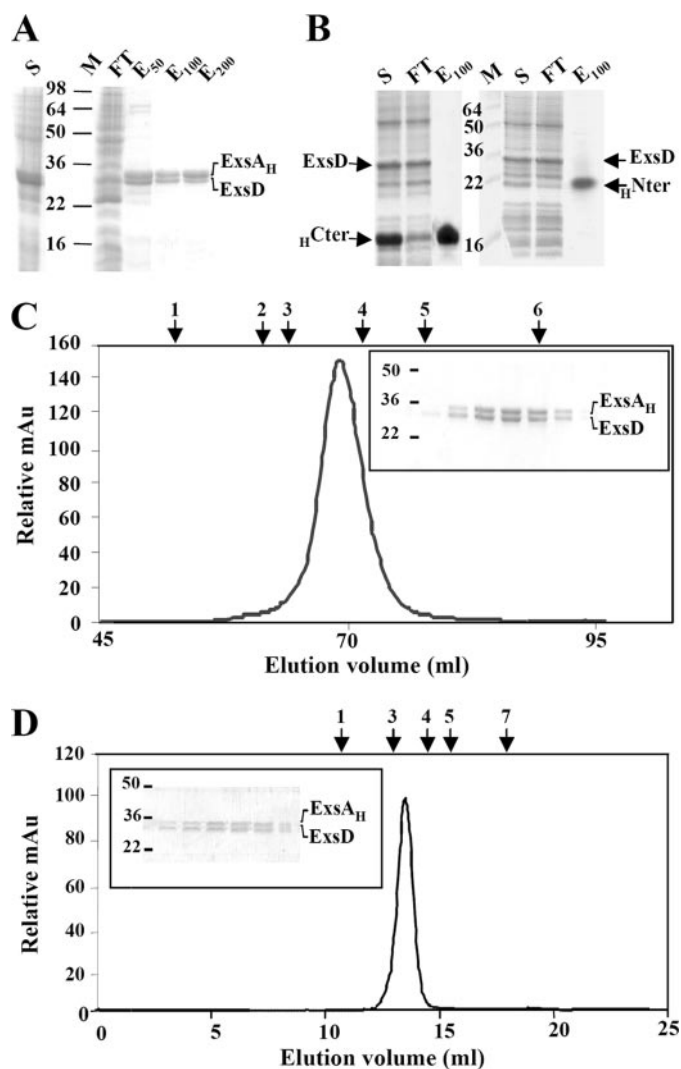 A
S M FT E50 E100 E200
98
64
50
36
22
16
ExsAH
ExsD
B
S FT E100 M S FT E100
64
50
36
22
16
ExsD
HCter
ExsD
HNter
C
1 2 3 4 5 6
160
140
120
100
80
60
40
20
0
Relative mAu
45 70 95
Elution volume (ml)
50
36
22
ExsAH
ExsD
D
1 3 4 5 7
120
100
80
60
40
20
0
Relative mAu
0 5 10 15 20 25
Elution volume (ml)
50
36
22
ExsAH
ExsD